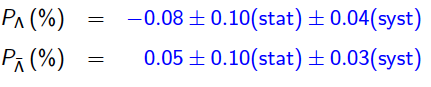 P_Λ (%) = −0.08 ± 0.10(stat) ± 0.04(syst)
P_Λ̄ (%) = 0.05 ± 0.10(stat) ± 0.03(syst)